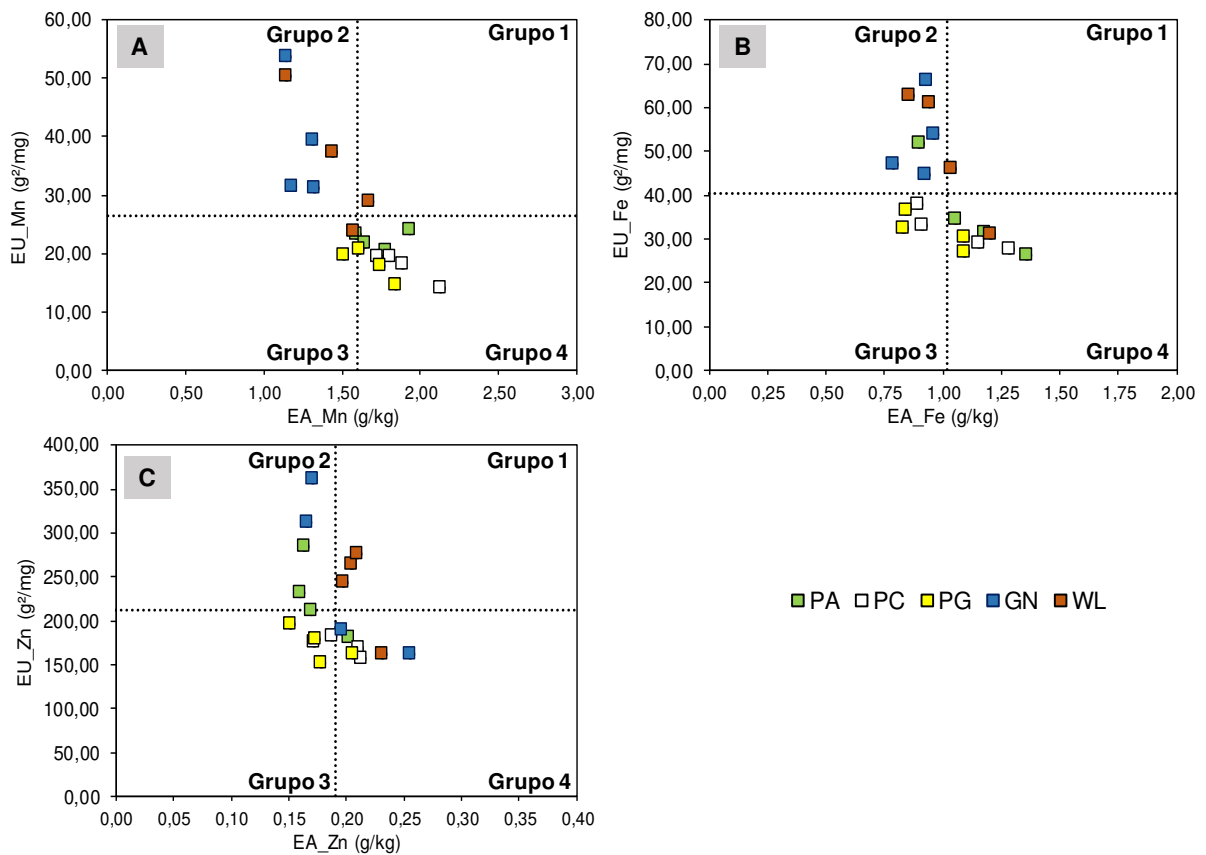 A
Grupo 2
Grupo 1
Grupo 3
Grupo 4
60,00
50,00
40,00
30,00
20,00
10,00
0,00
EU_Mn (g²/mg)
0,00 0,50 1,00 1,50 2,00 2,50 3,00
EA_Mn (g/kg)
B
Grupo 2
Grupo 1
Grupo 3
Grupo 4
80,00
70,00
60,00
50,00
40,00
30,00
20,00
10,00
0,00
EU_Fe (g²/mg)
0,00 0,25 0,50 0,75 1,00 1,25 1,50 1,75 2,00
EA_Fe (g/kg)
C
Grupo 2
Grupo 1
Grupo 3
Grupo 4
400,00
350,00
300,00
250,00
200,00
150,00
100,00
50,00
0,00
EU_Zn (g²/mg)
0,00 0,05 0,10 0,15 0,20 0,25 0,30 0,35 0,40
EA_Zn (g/kg)
PA PC PG GN WL